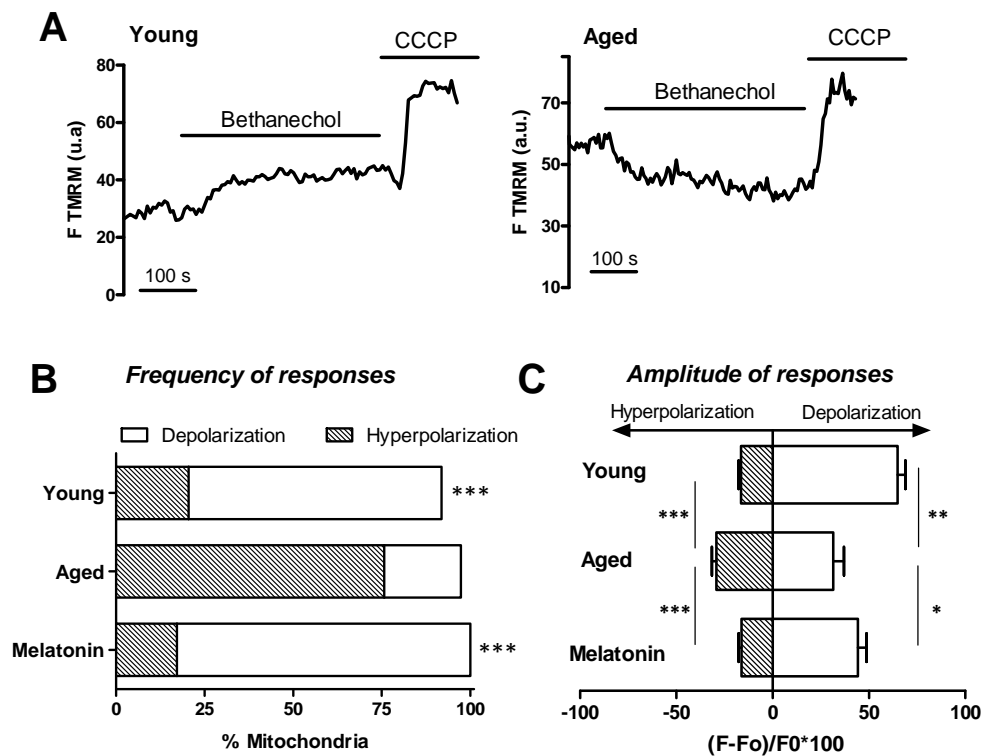 A
Young
CCCP
Bethanechol
F TMRM (u.a)
80
60
40
20
0
100 s
Aged
CCCP
Bethanechol
F TMRM (a.u.)
70
50
30
10
100 s
B
Frequency of responses
Depolarization
Hyperpolarization
Young
***
Aged
Melatonin
***
0
25
50
75
100
% Mitochondria
C
Amplitude of responses
Hyperpolarization
Depolarization
Young
***
**
Aged
***
*
Melatonin
-100
-50
0
50
100
(F-Fo)/F0*100